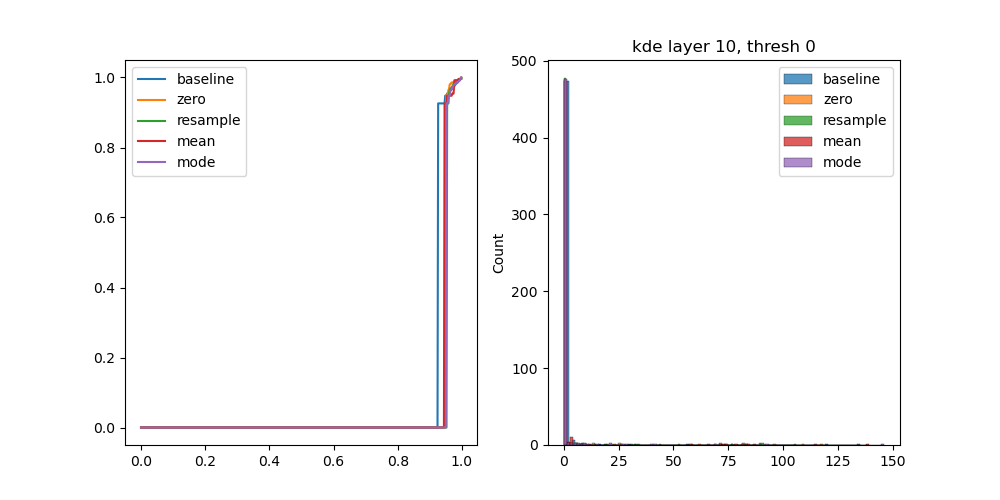 kde layer 10, thresh 0
baseline
zero
resample
mean
mode
1.0
0.8
0.6
0.4
0.2
0.0
0.0 0.2 0.4 0.6 0.8 1.0
baseline
zero
resample
mean
mode
Count
500
400
300
200
100
0
0 25 50 75 100 125 150